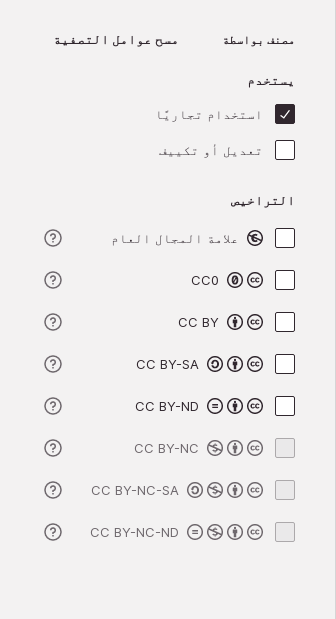 مصنف بواسطة مسح عوامل التصفية
يستخدم
استخدام تجاريًا
تعديل أو تكييف
التراخيص
علامة المجال العام
CC0
CC BY
CC BY-SA
CC BY-ND
CC BY-NC
CC BY-NC-SA
CC BY-NC-ND